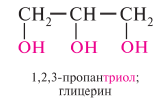 CH₂—CH—CH₂
OH OH OH
1,2,3-пропантриол;
глицерин